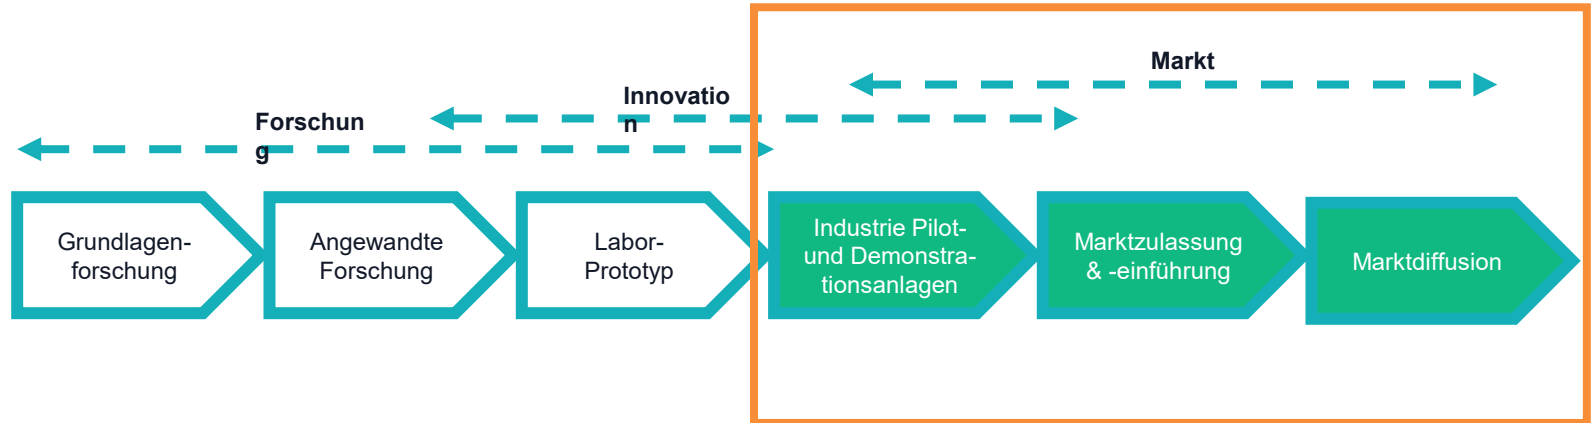 Markt
Innovatio
n
Forschun
g
Grundlagen-
forschung
Angewandte
Forschung
Labor-
Prototyp
Industrie Pilot-
und Demonstra-
tionsanlagen
Marktzulassung
& -einführung
Marktdiffusion